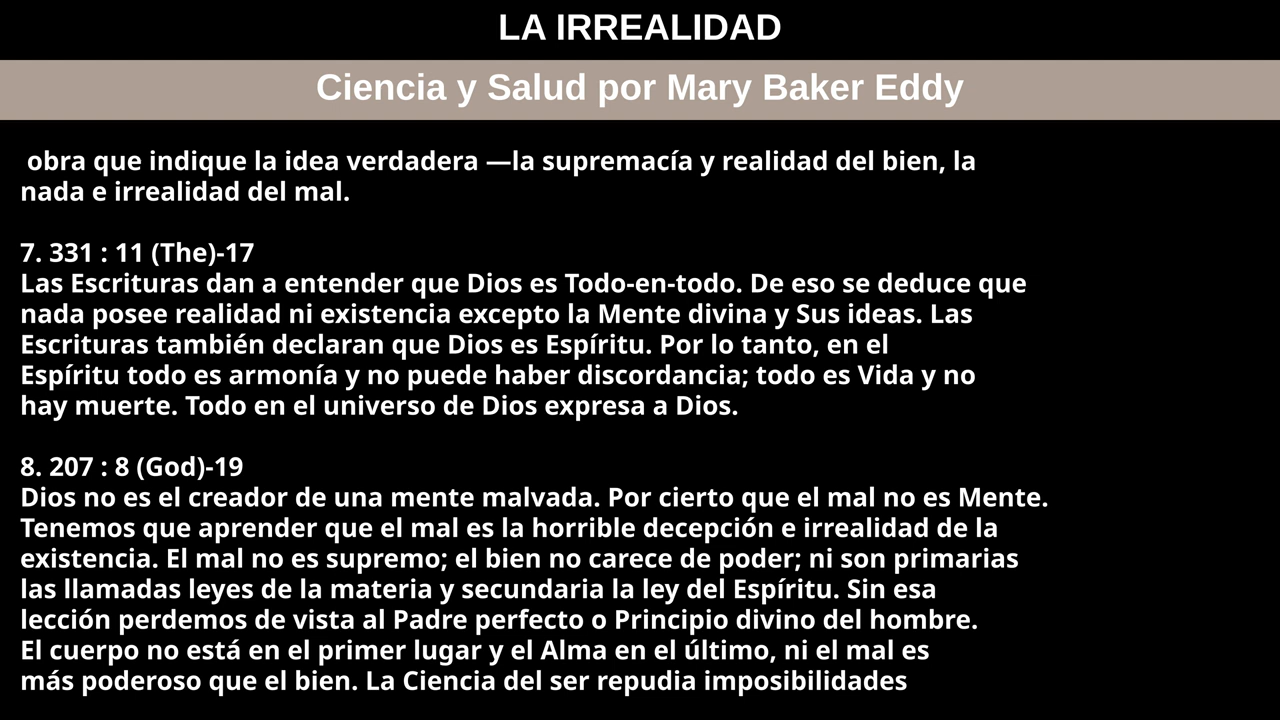 LA IRREALIDAD
Ciencia y Salud por Mary Baker Eddy
obra que indique la idea verdadera —la supremacía y realidad del bien, la
nada e irrealidad del mal.
7. 331 : 11 (The)-17
Las Escrituras dan a entender que Dios es Todo-en-todo. De eso se deduce que
nada posee realidad ni existencia excepto la Mente divina y Sus ideas. Las
Escrituras también declaran que Dios es Espíritu. Por lo tanto, en el
Espíritu todo es armonía y no puede haber discordancia; todo es Vida y no
hay muerte. Todo en el universo de Dios expresa a Dios.
8. 207 : 8 (God)-19
Dios no es el creador de una mente malvada. Por cierto que el mal no es Mente.
Tenemos que aprender que el mal es la horrible decepción e irrealidad de la
existencia. El mal no es supremo; el bien no carece de poder; ni son primarias
las llamadas leyes de la materia y secundaria la ley del Espíritu. Sin esa
lección perdemos de vista al Padre perfecto o Principio divino del hombre.
El cuerpo no está en el primer lugar y el Alma en el último, ni el mal es
más poderoso que el bien. La Ciencia del ser repudia imposibilidades